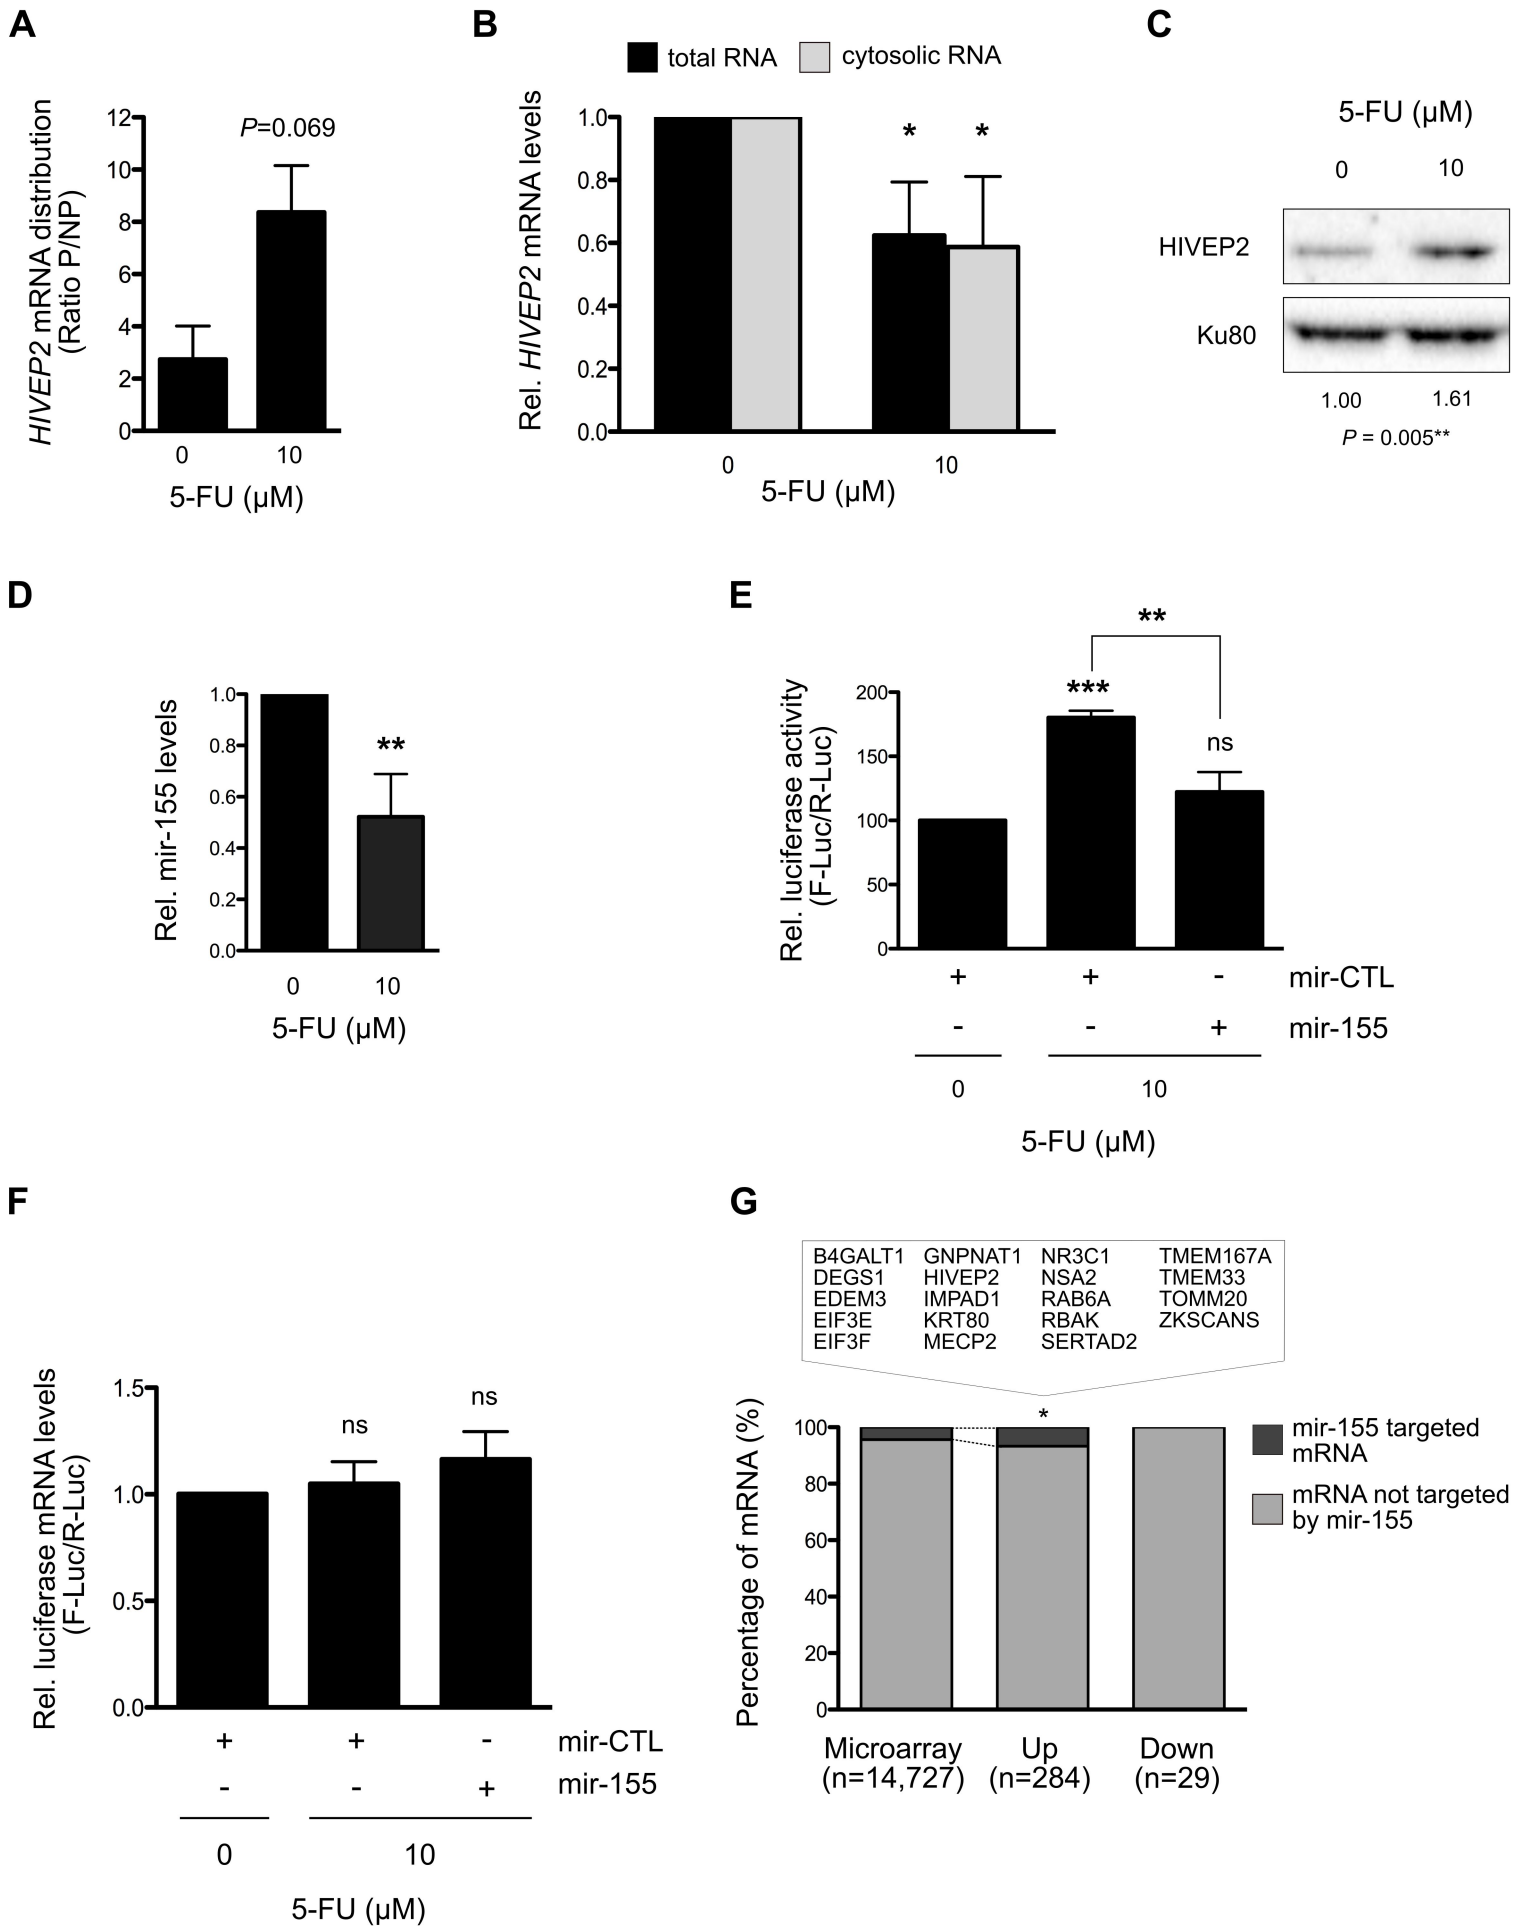 A
HIVEP2 mRNA distribution
(Ratio P/NP)
12
10
8
6
4
2
0
P=0.069
0 10
5-FU (µM)
B
total RNA cytosolic RNA
Rel. HIVEP2 mRNA levels
1.0
0.8
0.6
0.4
0.2
0.0
* *
0 10
5-FU (µM)
C
5-FU (µM)
0 10
HIVEP2
Ku80
1.00 1.61
P = 0.005**
D
Rel. mir-155 levels
1.0
0.8
0.6
0.4
0.2
0.0
**
0 10
5-FU (µM)
E
Rel. luciferase activity
(F-Luc/R-Luc)
200
150
100
50
0
**
***
ns
+ + - mir-CTL
- - + mir-155
0 10
5-FU (µM)
F
Rel. luciferase mRNA levels
(F-Luc/R-Luc)
1.5
1.0
0.5
0.0
ns
ns
+ + - mir-CTL
- - + mir-155
0 10
5-FU (µM)
G
B4GALT1 GNPNAT1 NR3C1 TMEM167A
DEGS1 HIVEP2 NSA2 TMEM33
EDEM3 IMPAD1 RAB6A TOMM20
EIF3E KRT80 RBAK ZKSCANS
EIF3F MECP2 SERTAD2
Percentage of mRNA (%)
100
80
60
40
20
0
*
mir-155 targeted
mRNA
mRNA not targeted
by mir-155
Microarray Up Down
(n=14,727) (n=284) (n=29)